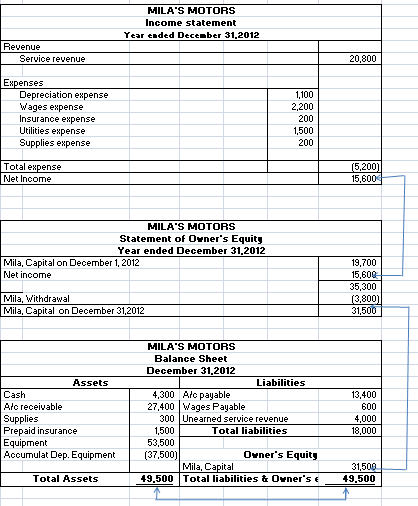 MILA'S MOTORS
Income statement
Year ended December 31,2012
Revenue
Service revenue 20,800
Expenses
Depreciation expense 1,100
Wages expense 2,200
Insurance expense 200
Utilities expense 1,500
Supplies expense 200
Total expense (5,200)
Net Income 15,600
MILA'S MOTORS
Statement of Owner's Equity
Year ended December 31,2012
Mila, Capital on December 1, 2012 19,700
Net income 15,600
35,300
Mila, Withdrawal (3,800)
Mila, Capital on December 31,2012 31,500
MILA'S MOTORS
Balance Sheet
December 31,2012
Assets Liabilities
Cash 4,300 A/c payable 13,400
A/c receivable 27,400 Wages Payable 600
Supplies 300 Unearned service revenue 4,000
Prepaid insurance 1,500 Total liabilities 18,000
Equipment 53,500
Accumulat Dep. Equipment (37,500) Owner's Equity
Mila, Capital 31,500
Total Assets 49,500 Total liabilities & Owner's e 49,500